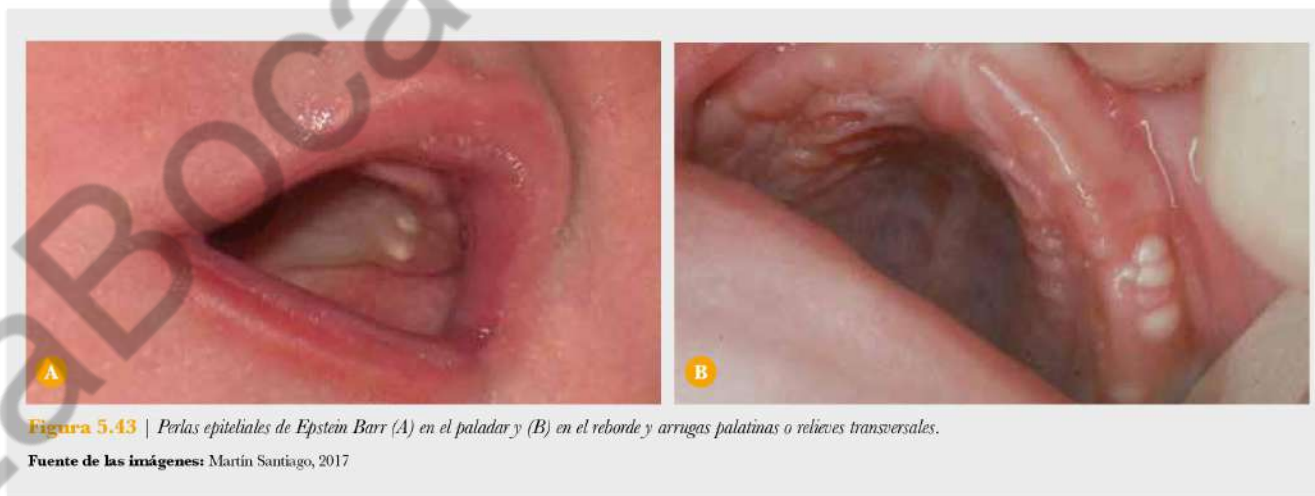 aBoca
A
B
Figura 5.43 | Perlas epiteliales de Epstein Barr (A) en el paladar y (B) en el reborde y arrugas palatinas o relieves transversales.
Fuente de las imágenes: Martín Santiago, 2017